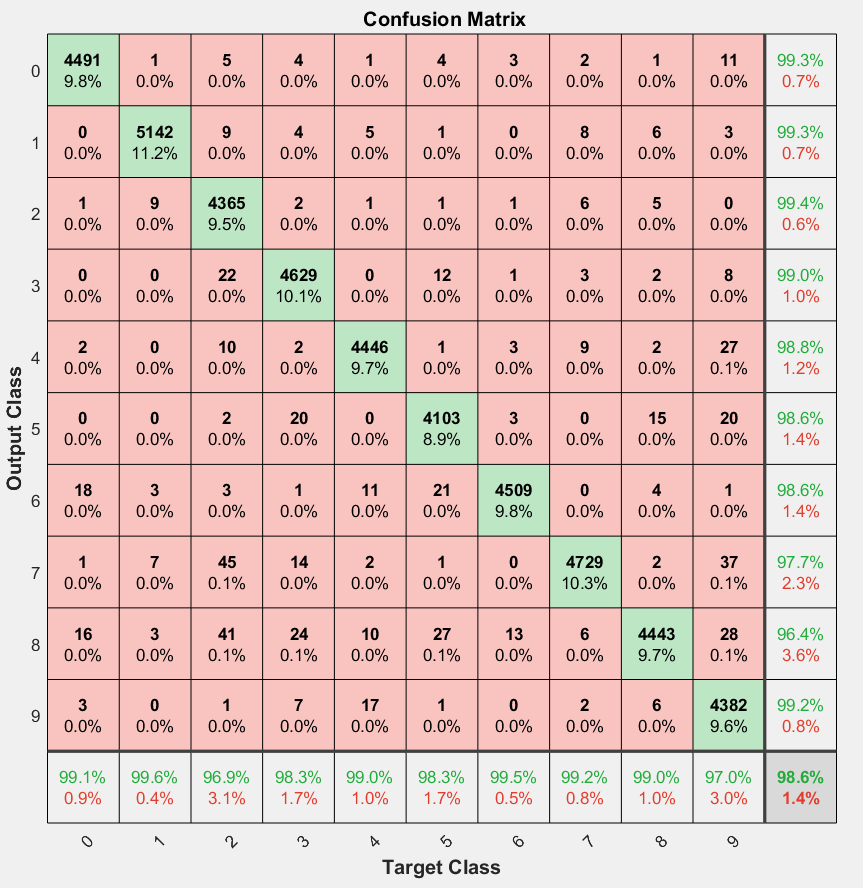 Confusion Matrix
0 4491 1 5 4 1 4 3 2 1 11 99.3%
9.8% 0.0% 0.0% 0.0% 0.0% 0.0% 0.0% 0.0% 0.0% 0.0% 0.7%
1 0 5142 9 4 5 1 0 8 6 3 99.3%
0.0% 11.2% 0.0% 0.0% 0.0% 0.0% 0.0% 0.0% 0.0% 0.0% 0.7%
2 1 9 4365 2 1 1 1 6 5 0 99.4%
0.0% 0.0% 9.5% 0.0% 0.0% 0.0% 0.0% 0.0% 0.0% 0.0% 0.6%
3 0 0 22 4629 0 12 1 3 2 8 99.0%
0.0% 0.0% 0.0% 10.1% 0.0% 0.0% 0.0% 0.0% 0.0% 0.0% 1.0%
4 2 0 10 2 4446 1 3 9 2 27 98.8%
0.0% 0.0% 0.0% 0.0% 9.7% 0.0% 0.0% 0.0% 0.0% 0.1% 1.2%
5 0 0 2 20 0 4103 3 0 15 20 98.6%
0.0% 0.0% 0.0% 0.0% 0.0% 8.9% 0.0% 0.0% 0.0% 0.0% 1.4%
6 18 3 3 1 11 21 4509 0 4 1 98.6%
0.0% 0.0% 0.0% 0.0% 0.0% 0.0% 9.8% 0.0% 0.0% 0.0% 1.4%
7 1 7 45 14 2 1 0 4729 2 37 97.7%
0.0% 0.0% 0.1% 0.0% 0.0% 0.0% 0.0% 10.3% 0.0% 0.1% 2.3%
8 16 3 41 24 10 27 13 6 4443 28 96.4%
0.0% 0.0% 0.1% 0.1% 0.0% 0.1% 0.0% 0.0% 9.7% 0.1% 3.6%
9 3 0 1 7 17 1 0 2 6 4382 99.2%
0.0% 0.0% 0.0% 0.0% 0.0% 0.0% 0.0% 0.0% 0.0% 9.6% 0.8%
99.1% 99.6% 96.9% 98.3% 99.0% 98.3% 99.5% 99.2% 99.0% 97.0% 98.6%
0.9% 0.4% 3.1% 1.7% 1.0% 1.7% 0.5% 0.8% 1.0% 3.0% 1.4%
0 1 2 3 4 5 6 7 8 9
Target Class
Output Class